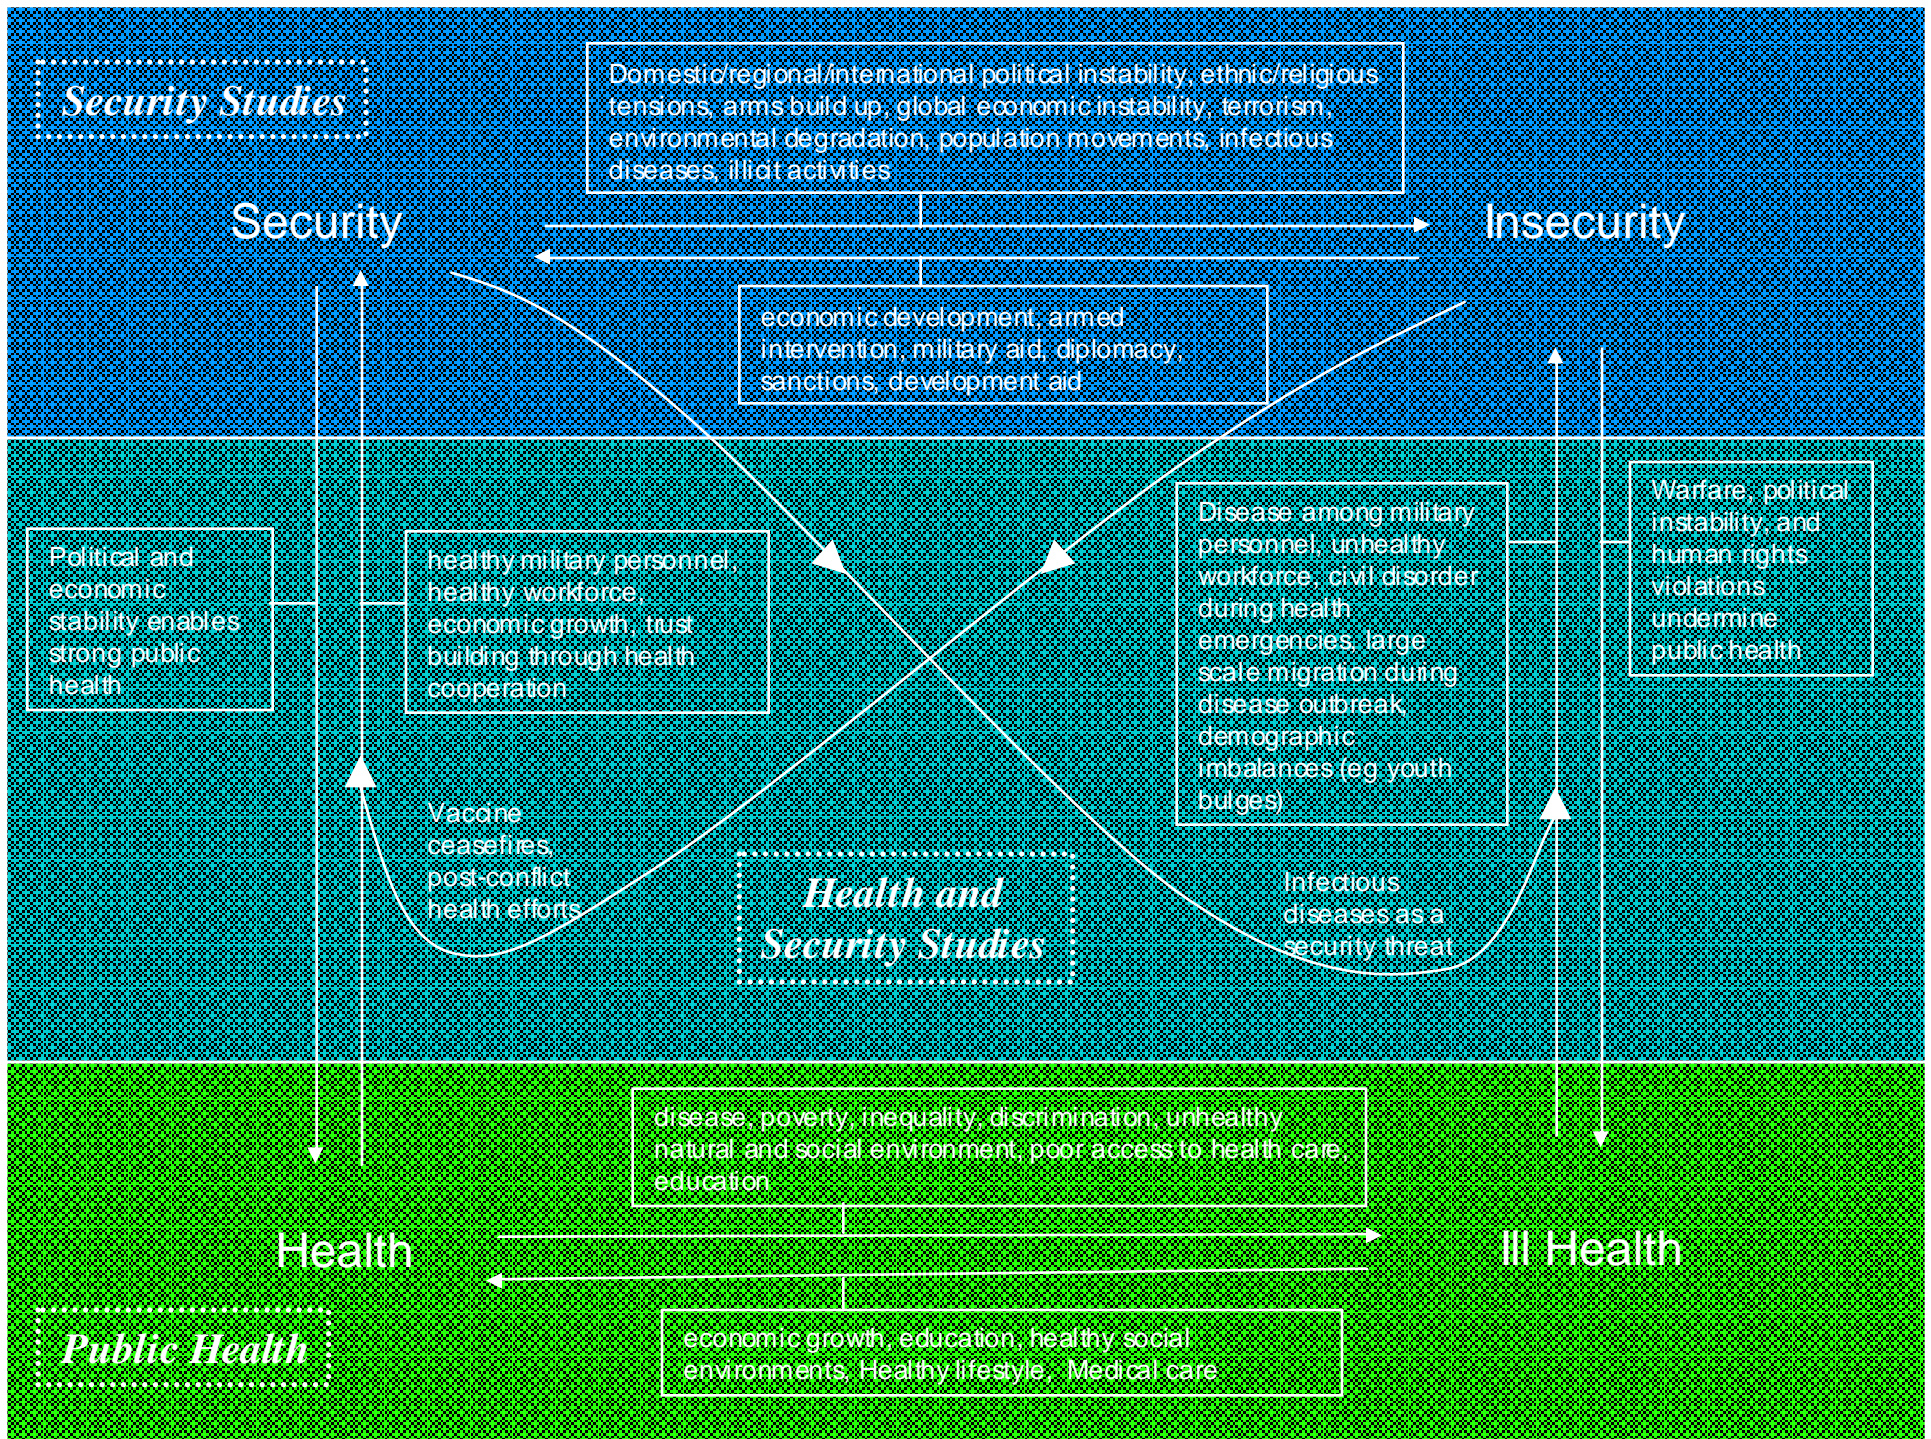 Security Studies
Domestic/regional/international political instability, ethnic/religious
tensions, arms build up, global economic instability, terrorism,
environmental degradation, population movements, infectious
diseases, illicit activities
Security
Insecurity
economic development, armed
intervention, military aid, diplomacy,
sanctions, development aid
Political and
economic
stability enables
strong public
health
healthy military personnel,
healthy workforce,
economic growth, trust
building through health
cooperation
Disease among military
personnel, unhealthy
workforce, civil disorder
during health
emergencies, large
scale migration during
disease outbreak,
demographic
imbalances (eg youth
bulges)
Warfare, political
instability, and
human rights
violations
undermine
public health
Vaccine
ceasefires,
post-conflict
health efforts
Health and
Security Studies
Infectious
diseases as a
security threat
disease, poverty, inequality, discrimination, unhealthy
natural and social environment, poor access to health care,
education
Health
Ill Health
Public Health
economic growth, education, healthy social
environments, Healthy lifestyle, Medical care